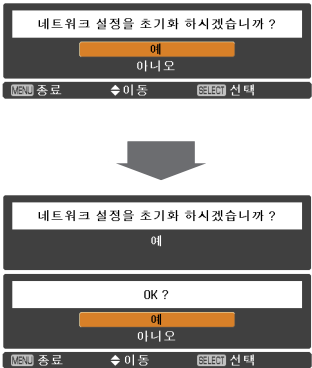 네트워크 설정을 초기화 하시겠습니까 ?
예
아니오
MENU 종료 이동 SELECT 선택
네트워크 설정을 초기화 하시겠습니까 ?
예
OK ?
예
아니오
MENU 종료 이동 SELECT 선택